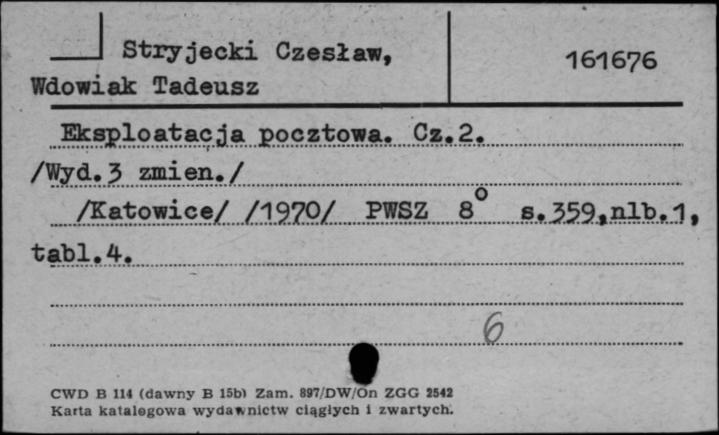 Stryjecki Czesław,
161676
Wdowiak Tadeusz
Eksploatacja pocztowa. Cz.2.
/Wyd.3 zmien./
/Katowice/ /1970/ PWSZ 8° s.359,nlb.1,
tabl.4.
6
CWD B 114 (dawny B 15b) Zam. 897/DW/On ZGG 2542
Karta katalogowa wydawnictw ciągłych i zwartych.